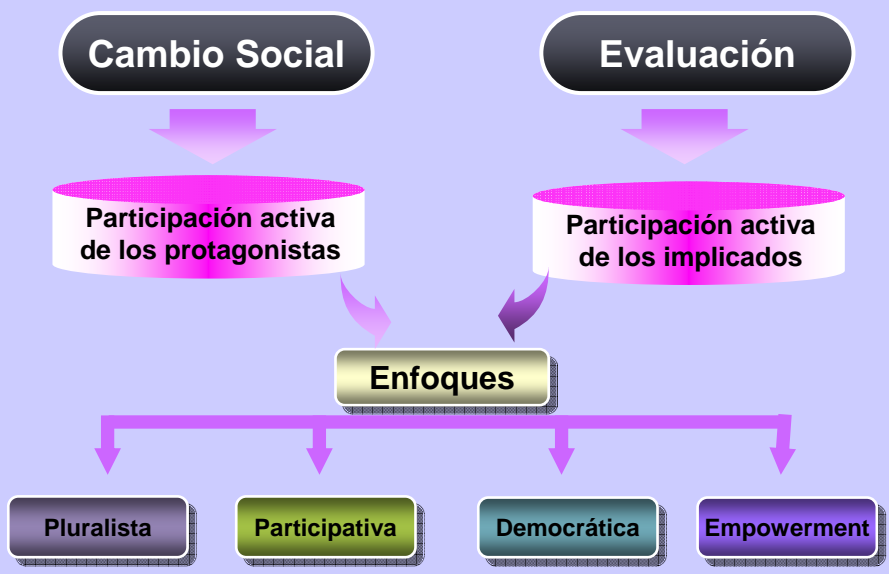 Cambio Social
Evaluación
Participación activa
de los protagonistas
Participación activa
de los implicados
Enfoques
Pluralista
Participativa
Democrática
Empowerment